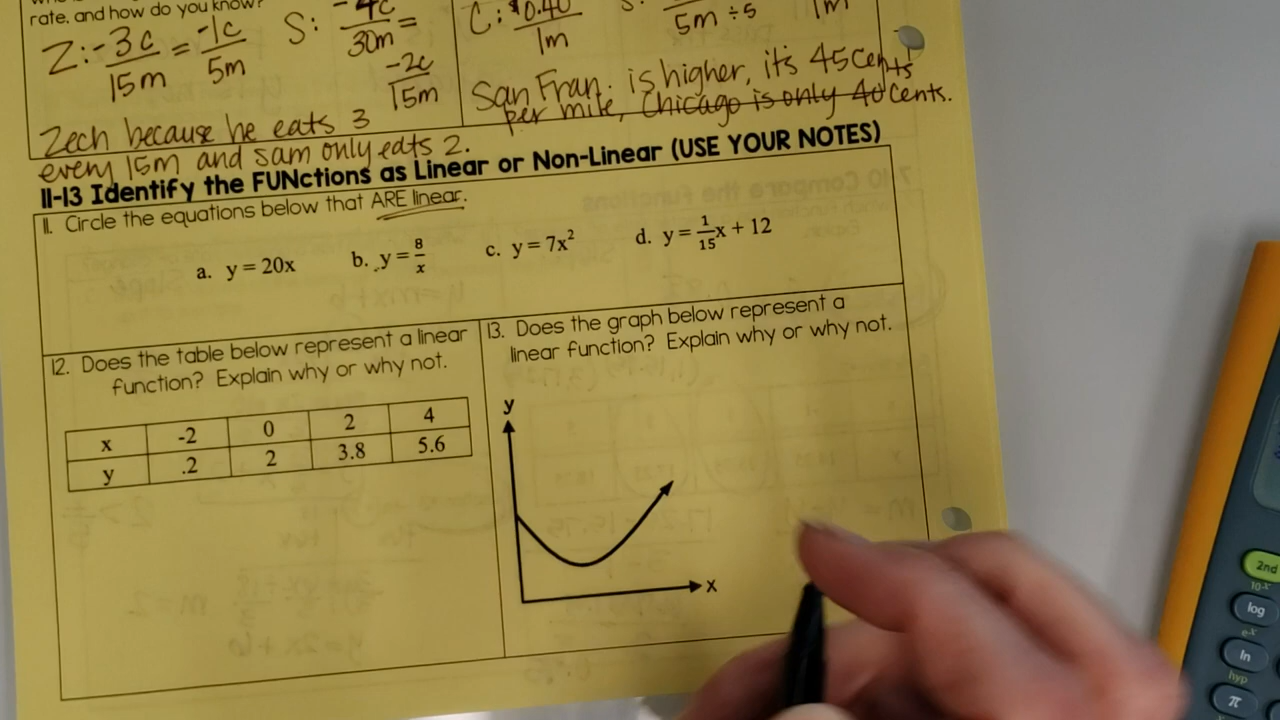 rate, and how do you know?
Z: -3c/15m = -1c/5m
S: -4c/30m =
-2c/15m
C: $0.40/1m
S:
5m ÷5
1m
San Fran. is higher, it's 45 cents
per mile, Chicago is only 40 cents.
Zech because he eats 3
every 15m and sam only eats 2.
11-13 Identify the FUNctions as Linear or Non-Linear (USE YOUR NOTES)
11. Circle the equations below that ARE linear.
a. y = 20x
b. y = 8/x
c. y = 7x²
d. y = 1/15x + 12
12. Does the table below represent a linear
function? Explain why or why not.
x -2 0 2 4
y .2 2 3.8 5.6
13. Does the graph below represent a
linear function? Explain why or why not.
y
x
2nd
10ˣ
log
eˣ
ln
hyp
π